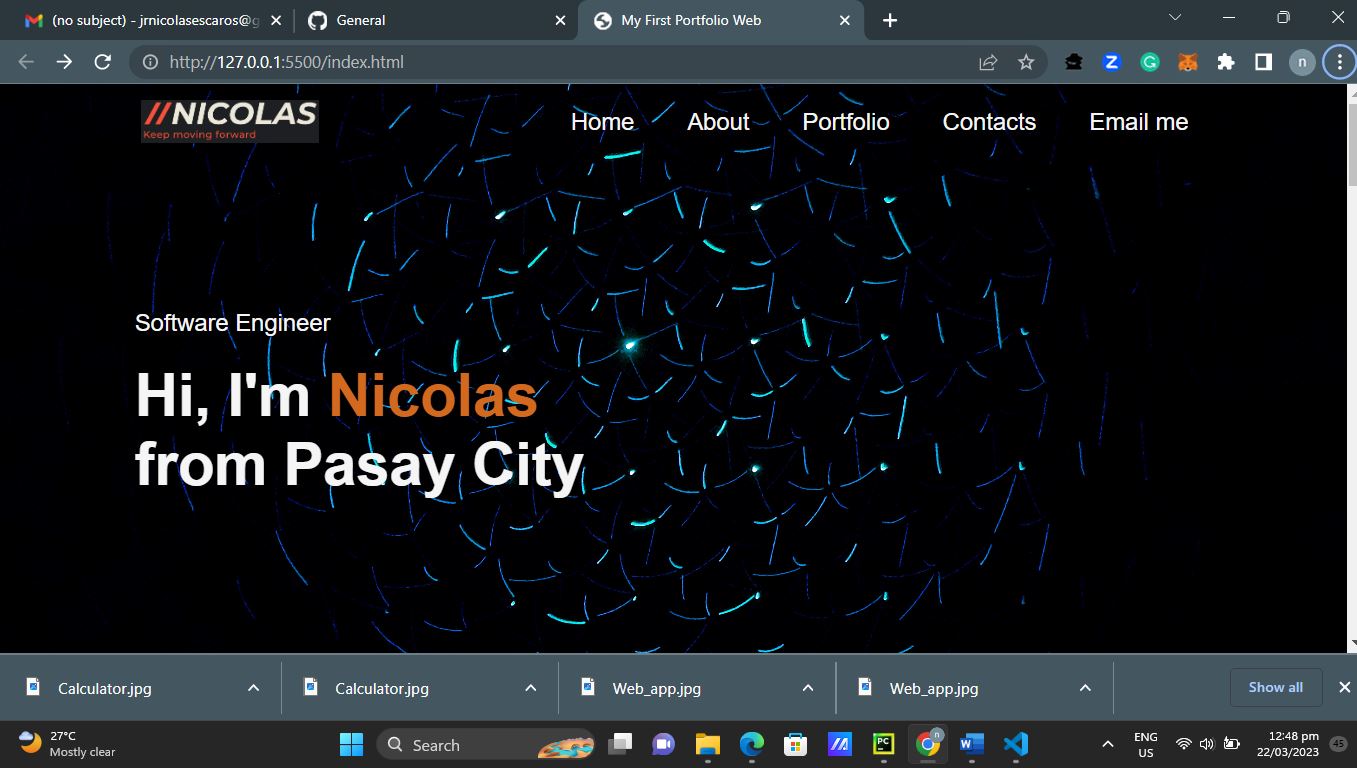 (no subject) - jrnicolasescaros@g
General
My First Portfolio Web
http://127.0.0.1:5500/index.html
n
//NICOLAS
Keep moving forward
Home
About
Portfolio
Contacts
Email me
Software Engineer
Hi, I'm Nicolas
from Pasay City
Calculator.jpg
Calculator.jpg
Web_app.jpg
Web_app.jpg
Show all
27°C
Mostly clear
Search
ENG
US
12:48 pm
22/03/2023
45